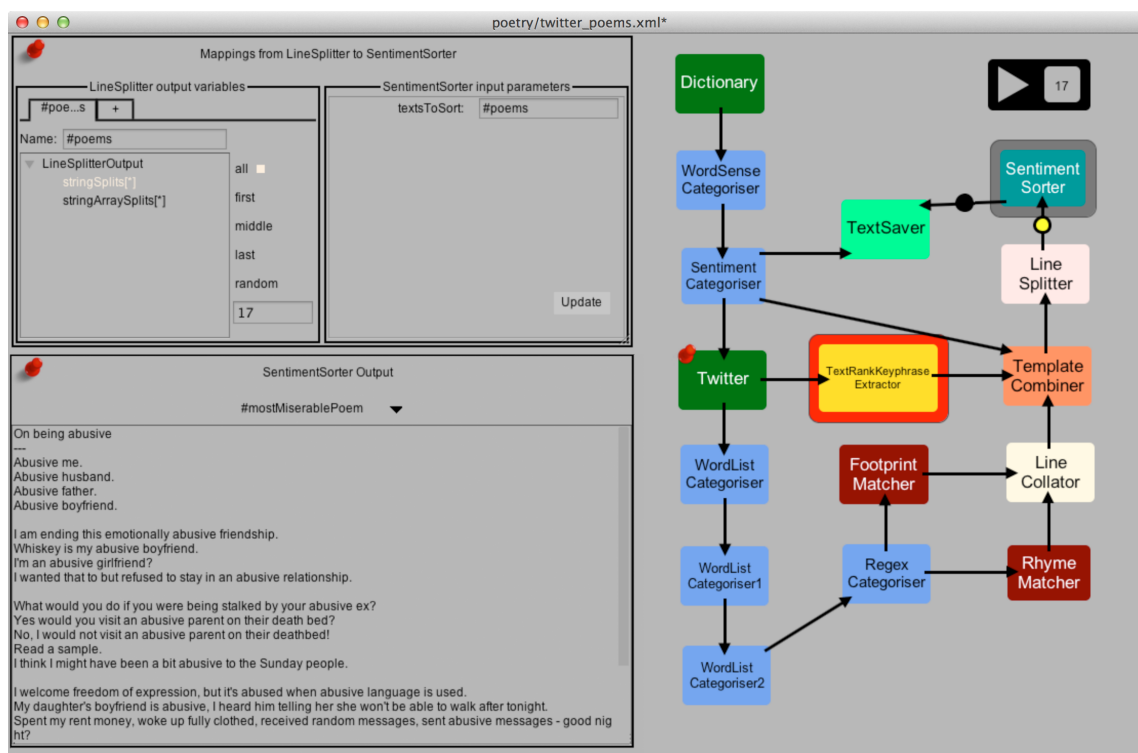 poetry/twitter_poems.xml*
Mappings from LineSplitter to SentimentSorter
LineSplitter output variables
#poe...s
+
Name: #poems
LineSplitterOutput
stringSplits[*]
stringArraySplits[*]
all
first
middle
last
random
17
SentimentSorter input parameters
textsToSort: #poems
Update
SentimentSorter Output
#mostMiserablePoem
On being abusive
---
Abusive me.
Abusive husband.
Abusive father.
Abusive boyfriend.
I am ending this emotionally abusive friendship.
Whiskey is my abusive boyfriend.
I'm an abusive girlfriend?
I wanted that to but refused to stay in an abusive relationship.
What would you do if you were being stalked by your abusive ex?
Yes would you visit an abusive parent on their death bed?
No, I would not visit an abusive parent on their deathbed!
Read a sample.
I think I might have been a bit abusive to the Sunday people.
I welcome freedom of expression, but it's abused when abusive language is used.
My daughter's boyfriend is abusive, I heard him telling her she won't be able to walk after tonight.
Spent my rent money, woke up fully clothed, received random messages, sent abusive messages - good nig
ht?
Dictionary
17
WordSense
Categoriser
Sentiment
Sorter
TextSaver
Sentiment
Categoriser
Line
Splitter
Twitter
TextRankKeyphrase
Extractor
Template
Combiner
WordList
Categoriser
Footprint
Matcher
Line
Collator
WordList
Categoriser1
Regex
Categoriser
Rhyme
Matcher
WordList
Categoriser2